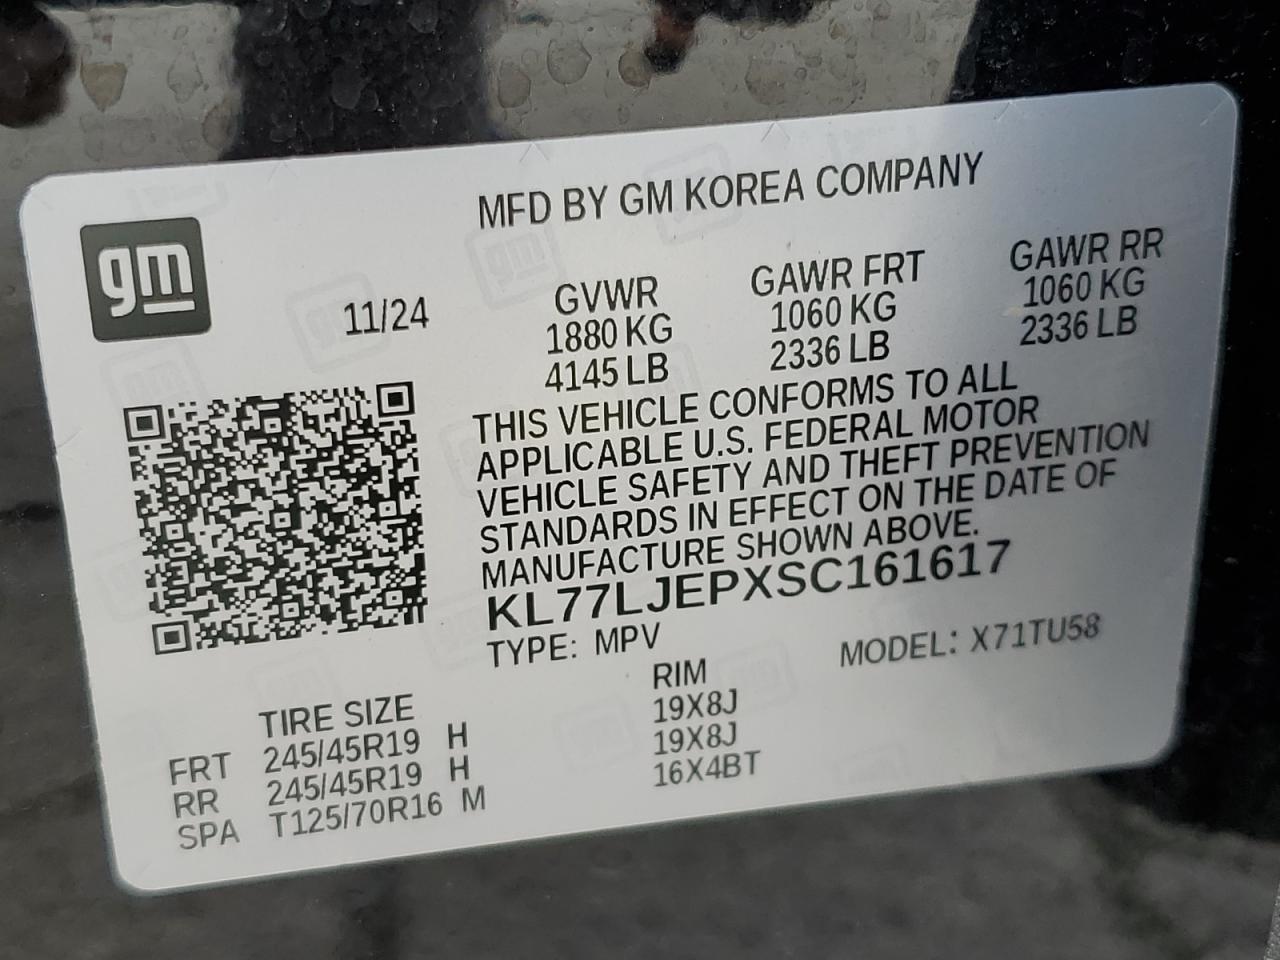 MFD BY GM KOREA COMPANY
gm
11/24
GVWR GAWR FRT GAWR RR
1880 KG 1060 KG 1060 KG
4145 LB 2336 LB 2336 LB
THIS VEHICLE CONFORMS TO ALL
APPLICABLE U.S. FEDERAL MOTOR
VEHICLE SAFETY AND THEFT PREVENTION
STANDARDS IN EFFECT ON THE DATE OF
MANUFACTURE SHOWN ABOVE.
KL77LJEPXSC161617
TYPE: MPV MODEL: X71TU58
TIRE SIZE RIM
FRT 245/45R19 H 19X8J
RR 245/45R19 H 19X8J
SPA T125/70R16 M 16X4BT